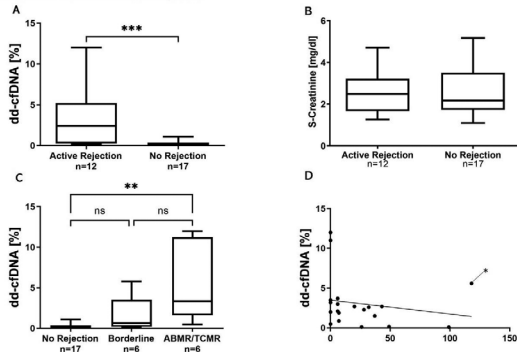 A
***
dd-cfDNA [%]
15
10
5
0
Active Rejection
n=12
No Rejection
n=17
B
S-Creatinine [mg/dl]
6
4
2
0
Active Rejection
n=12
No Rejection
n=17
C
**
ns
ns
dd-cfDNA [%]
15
10
5
0
No Rejection
n=17
Borderline
n=6
ABMR/TCMR
n=6
D
dd-cfDNA [%]
15
10
5
0
*
0
50
100
150